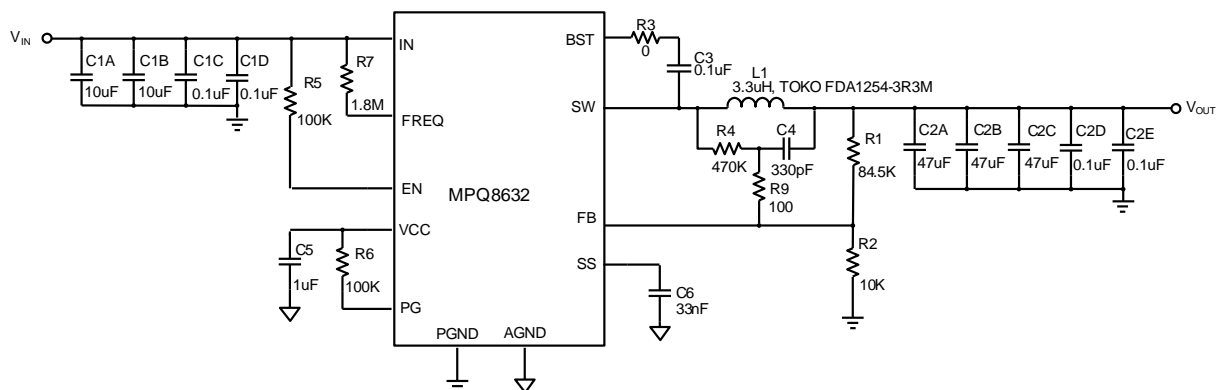 VIN
C1A
10uF
C1B
10uF
C1C
0.1uF
C1D
0.1uF
R5
100K
R7
1.8M
IN
FREQ
EN
VCC
PG
C5
1uF
R6
100K
MPQ8632
PGND
AGND
BST
SW
FB
SS
R3
0
C3
0.1uF
L1
3.3uH, TOKO FDA1254-3R3M
R4
470K
C4
330pF
R9
100
R1
84.5K
R2
10K
C6
33nF
C2A
47uF
C2B
47uF
C2C
47uF
C2D
0.1uF
C2E
0.1uF
VOUT